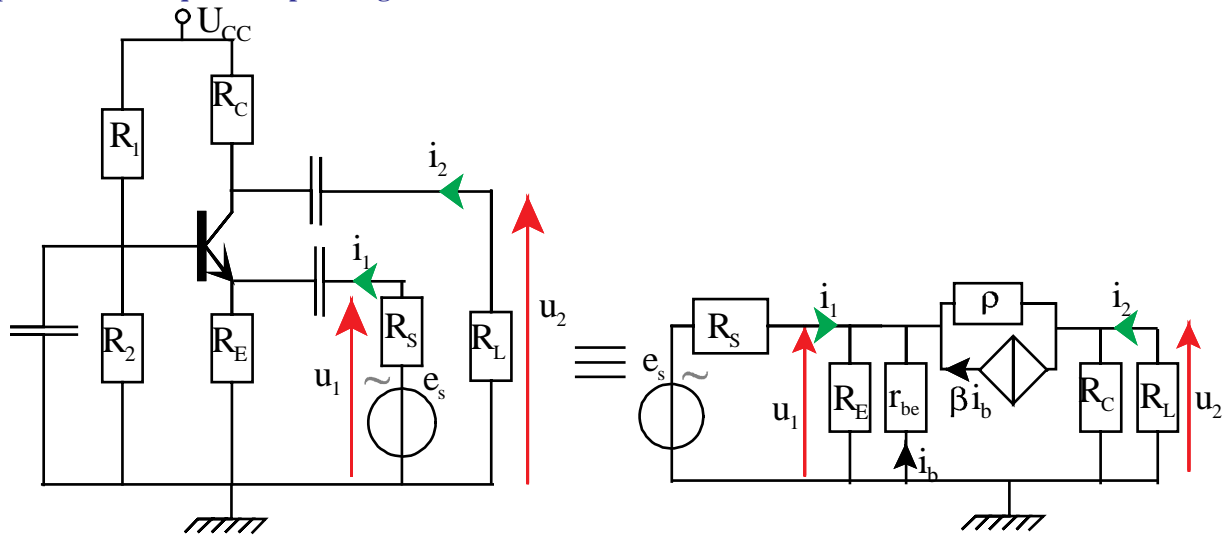 U_CC
R_C
R_1
i_2
i_1
R_2
R_E
R_S
R_L
u_2
u_1
e_s
~
R_S
i_1
ρ
i_2
e_s
~
u_1
R_E
r_be
βi_b
R_C
R_L
u_2
i_b